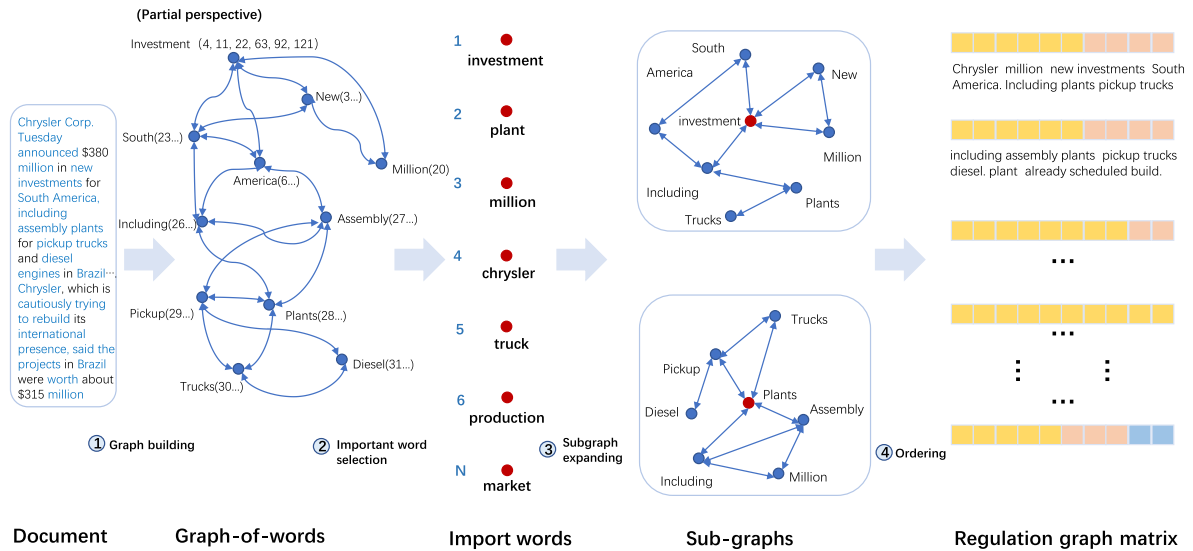 (Partial perspective)
Investment (4, 11, 22, 63, 92, 121)
New(3...)
South(23...)
America(6...)
Million(20)
Including(26...)
Assembly(27...)
Pickup(29...)
Plants(28...)
Diesel(31...)
Trucks(30...)
Chrysler Corp.
Tuesday
announced $380
million in new
investments for
South America,
including
assembly plants
for pickup trucks
and diesel
engines in Brazil···.
Chrysler, which is
cautiously trying
to rebuild its
international
presence, said the
projects in Brazil
were worth about
$315 million
1 Graph building
2 Important word
selection
1
investment
2
plant
3
million
4
chrysler
5
truck
6
production
N
market
3 Subgraph
expanding
South
America
New
investment
Million
Including
Plants
Trucks
Trucks
Pickup
Plants
Diesel
Assembly
Including
Million
4 Ordering
Chrysler million new investments South
America. Including plants pickup trucks
including assembly plants pickup trucks
diesel. plant already scheduled build.
...
...
...
Document
Graph-of-words
Import words
Sub-graphs
Regulation graph matrix